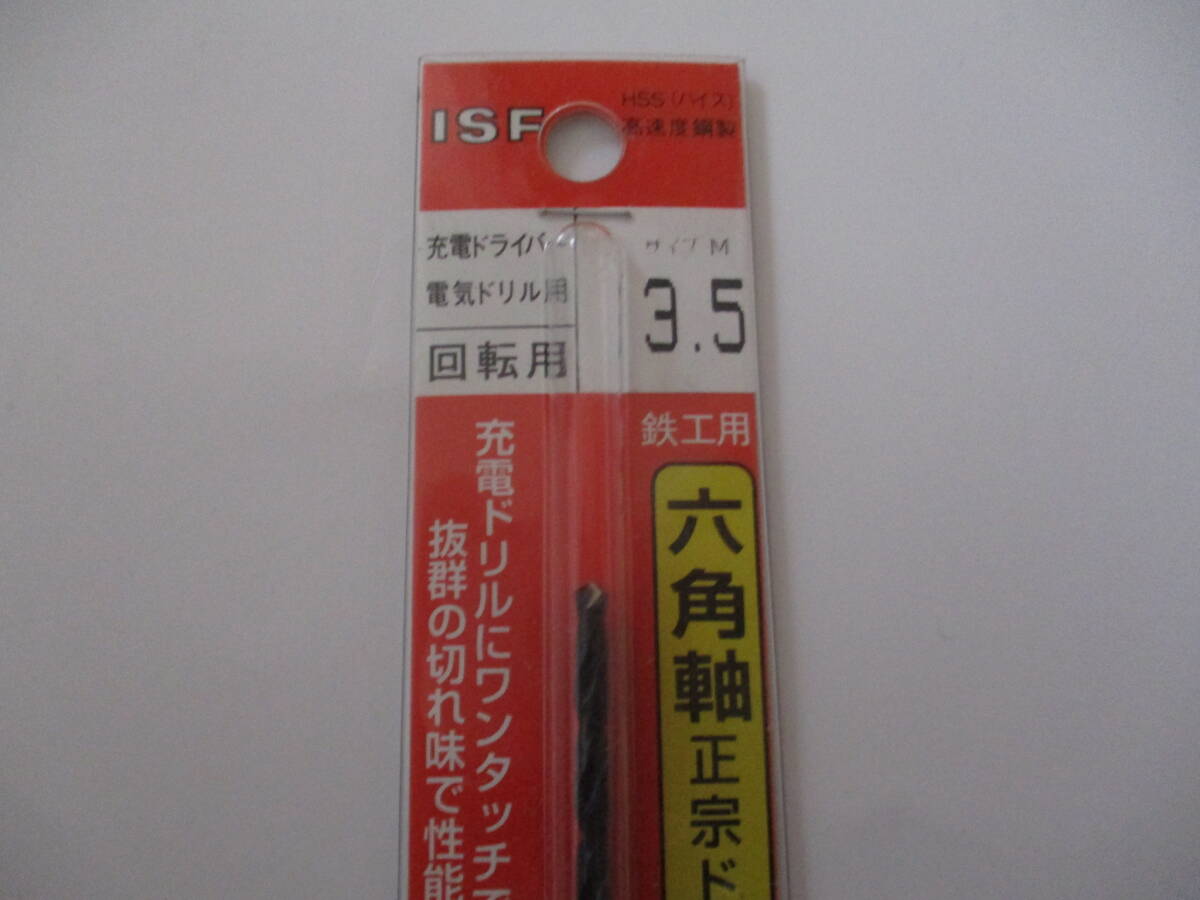 ISF
HSS (ハイス)
高速度鋼製
充電ドライバー
電気ドリル用
回転用
サイズ M
3.5
鉄工用
六角軸正宗ド
充電ドリルにワンタッチで
抜群の切れ味で性能